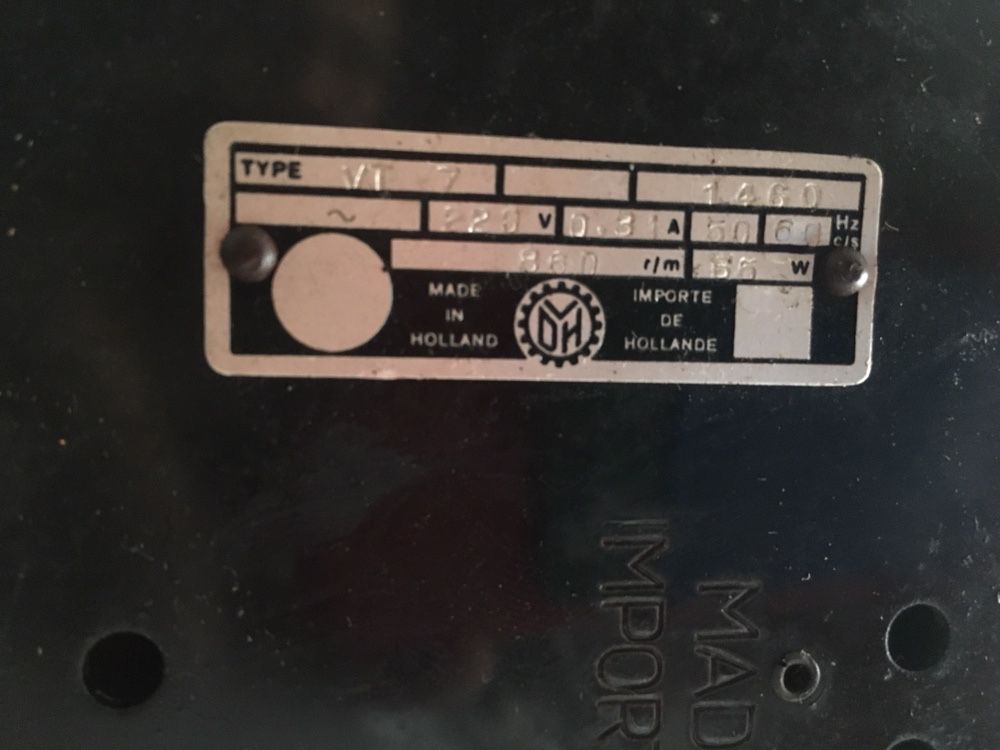 TYPE VT 7 1460
~ 220 V 0.31 A 50 60 Hz
c/s
860 r/m W
MADE IMPORTE
IN DE
HOLLAND HOLLANDE
MAD
IMPORT